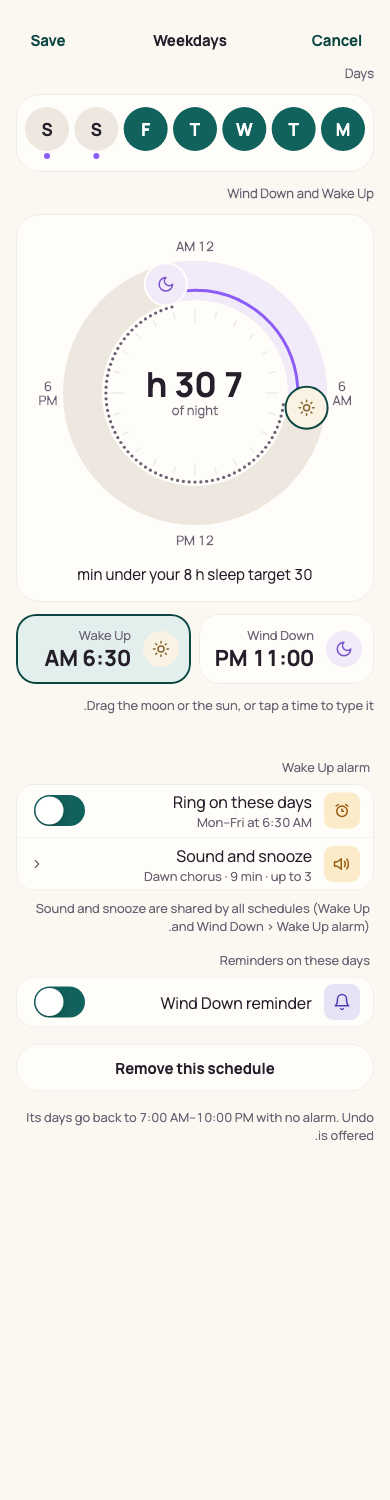 Save Weekdays Cancel
Days
S S F T W T M
Wind Down and Wake Up
AM 12
6
PM
h 30 7
of night
6
AM
PM 12
min under your 8 h sleep target 30
Wake Up
AM 6:30
Wind Down
PM 11:00
.Drag the moon or the sun, or tap a time to type it
Wake Up alarm
Ring on these days
Mon–Fri at 6:30 AM
Sound and snooze
Dawn chorus · 9 min · up to 3
Sound and snooze are shared by all schedules (Wake Up
.and Wind Down > Wake Up alarm)
Reminders on these days
Wind Down reminder
Remove this schedule
Its days go back to 7:00 AM–10:00 PM with no alarm. Undo
.is offered